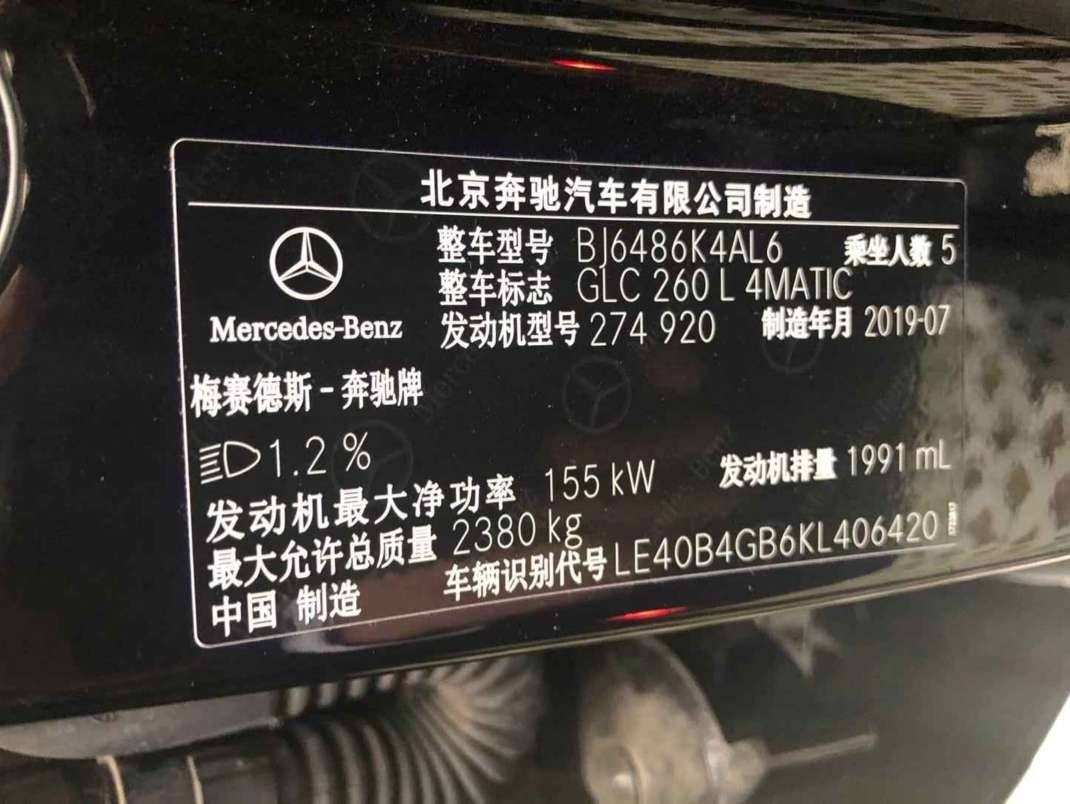 北京奔驰汽车有限公司制造
整车型号 BJ6486K4AL6 乘坐人数 5
整车标志 GLC 260 L 4MATIC
Mercedes-Benz 发动机型号 274 920 制造年月 2019-07
梅赛德斯-奔驰牌
1.2 %
发动机最大净功率 155 kW 发动机排量 1991 mL
最大允许总质量 2380 kg
中国 制造 车辆识别代号 LE40B4GB6KL406420